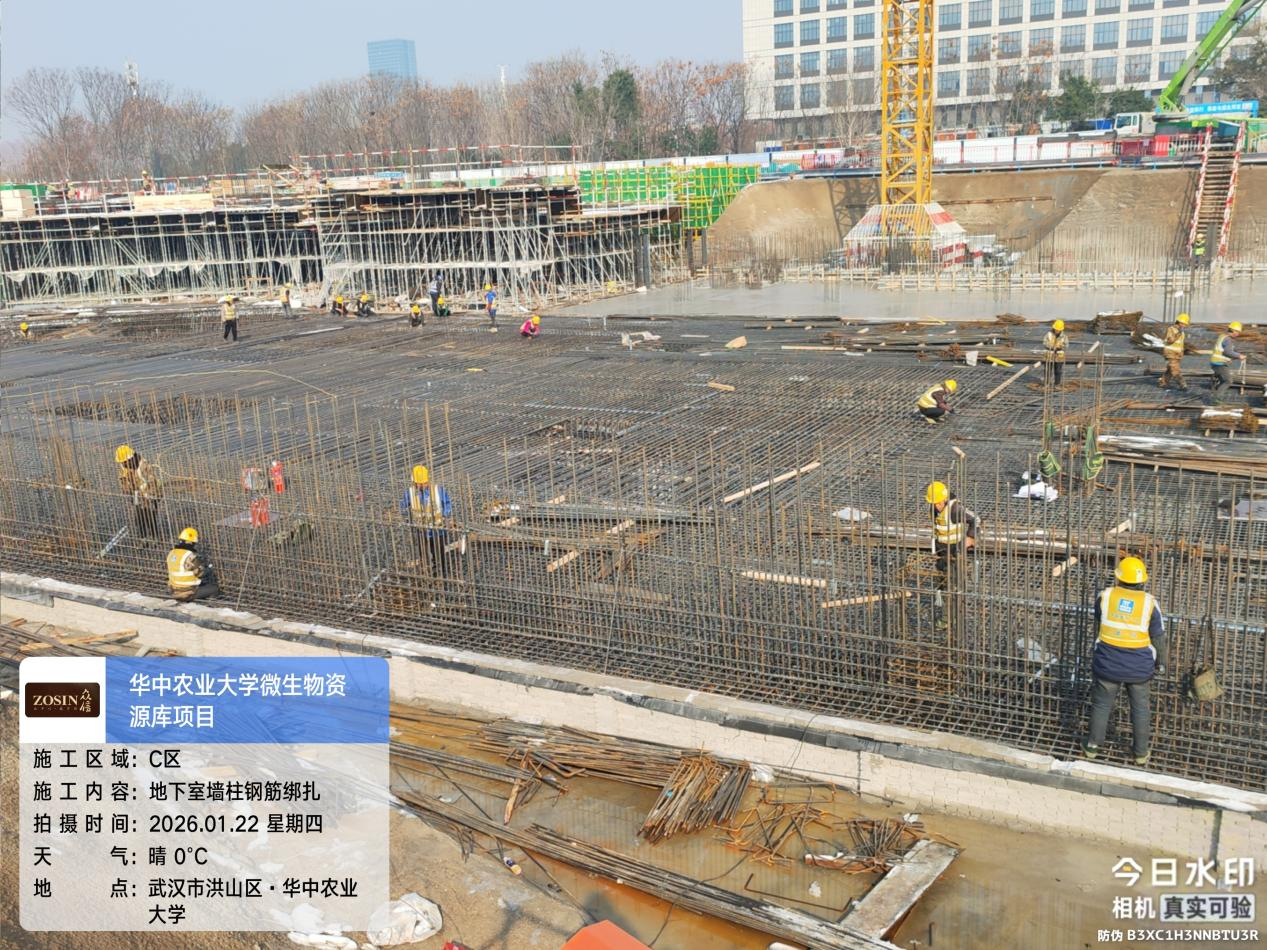 ZOSIN 众信
华中农业大学微生物资
源库项目
施工区域：C区
施工内容：地下室墙柱钢筋绑扎
拍摄时间：2026.01.22 星期四
天气：晴 0℃
地点：武汉市洪山区·华中农业
大学
今日水印
相机 真实可验
防伪 B3XC1H3NNBTU3R